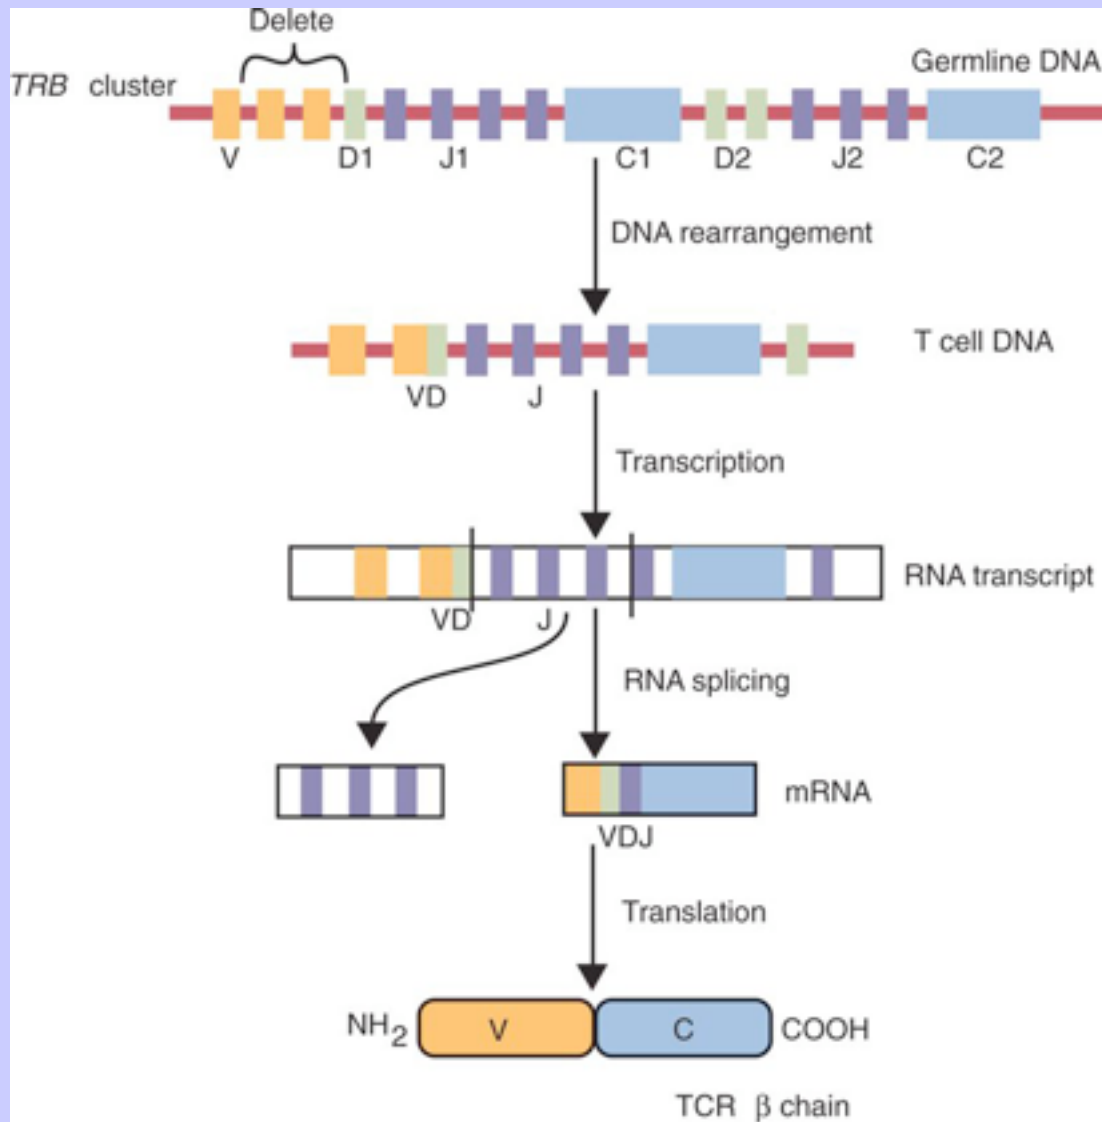 Delete
TRB cluster
Germline DNA
V D1 J1 C1 D2 J2 C2
DNA rearrangement
T cell DNA
VD J
Transcription
RNA transcript
VD J
RNA splicing
mRNA
VDJ
Translation
NH2 V C COOH
TCR β chain